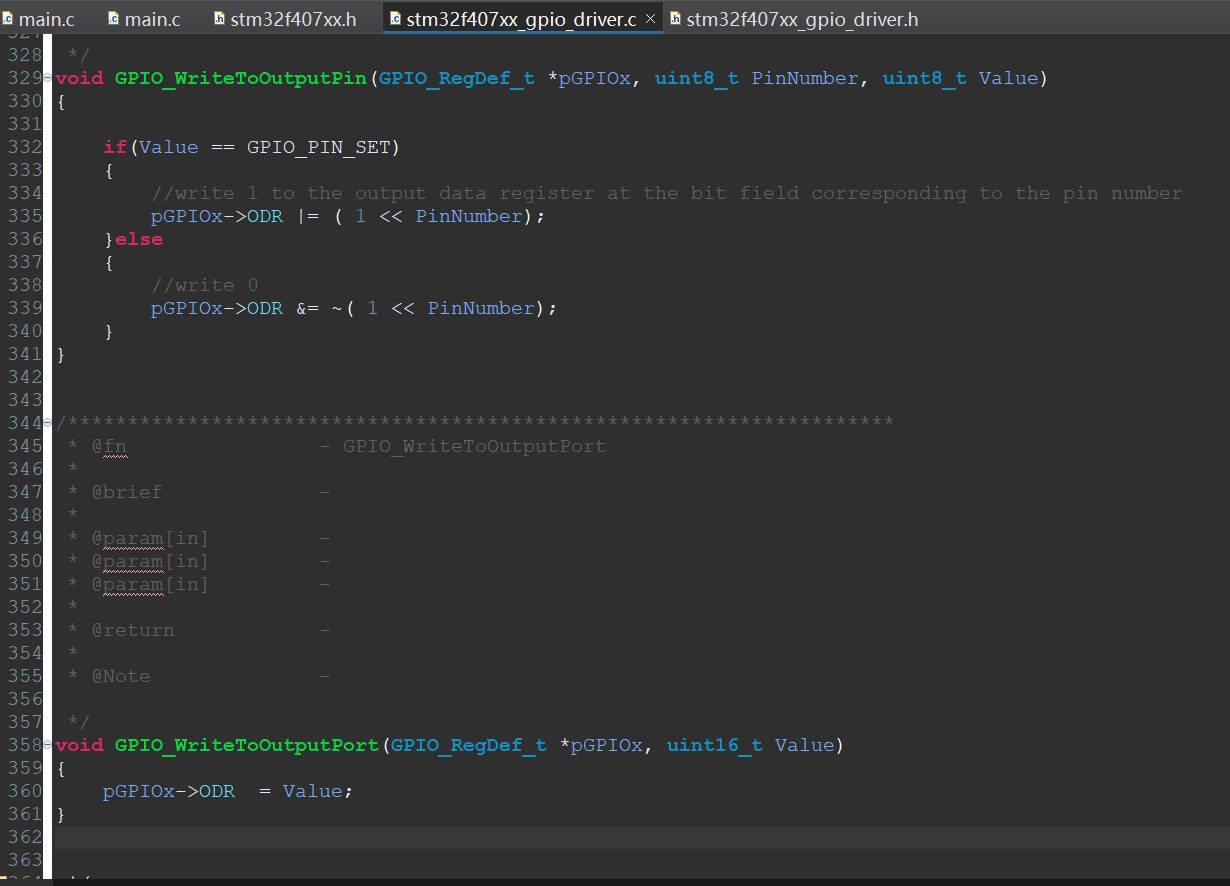 main.c main.c stm32f407xx.h stm32f407xx_gpio_driver.c stm32f407xx_gpio_driver.h
328 */
329 void GPIO_WriteToOutputPin(GPIO_RegDef_t *pGPIOx, uint8_t PinNumber, uint8_t Value)
330 {
331
332 if(Value == GPIO_PIN_SET)
333 {
334 //write 1 to the output data register at the bit field corresponding to the pin number
335 pGPIOx->ODR |= ( 1 << PinNumber);
336 }else
337 {
338 //write 0
339 pGPIOx->ODR &= ~( 1 << PinNumber);
340 }
341 }
342
343
344 /*********************************************************************
345 * @fn - GPIO_WriteToOutputPort
346 *
347 * @brief -
348 *
349 * @param[in] -
350 * @param[in] -
351 * @param[in] -
352 *
353 * @return -
354 *
355 * @Note -
356
357 */
358 void GPIO_WriteToOutputPort(GPIO_RegDef_t *pGPIOx, uint16_t Value)
359 {
360 pGPIOx->ODR = Value;
361 }
362
363